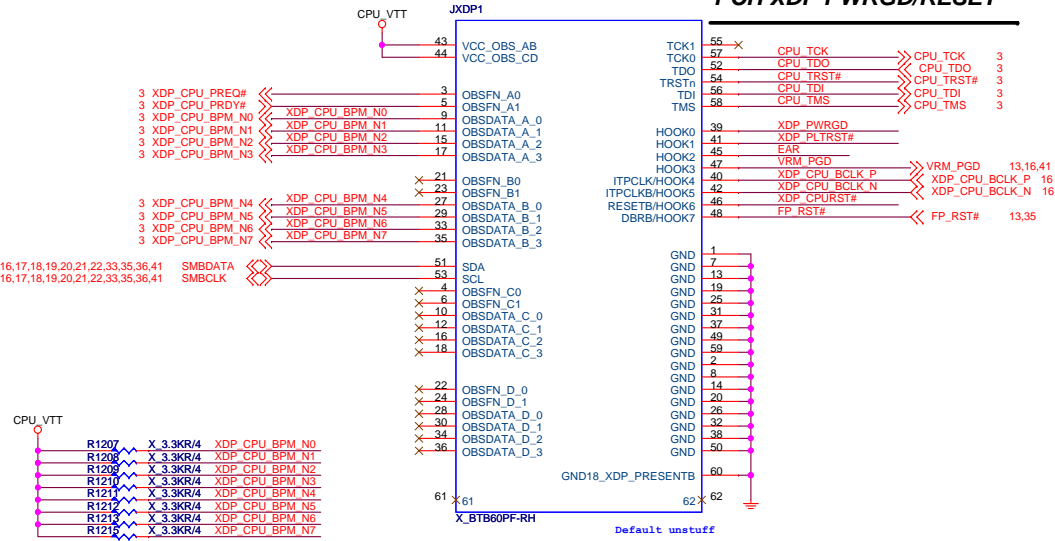 FOR XDP PWRGD/RESET
CPU_VTT
JXDP1
43 VCC_OBS_AB
44 VCC_OBS_CD
3 XDP_CPU_PREQ# 3 OBSFN_A0
3 XDP_CPU_PRDY# 5 OBSFN_A1
3 XDP_CPU_BPM_N0 XDP_CPU_BPM_N0 9 OBSDATA_A_0
3 XDP_CPU_BPM_N1 XDP_CPU_BPM_N1 11 OBSDATA_A_1
3 XDP_CPU_BPM_N2 XDP_CPU_BPM_N2 15 OBSDATA_A_2
3 XDP_CPU_BPM_N3 XDP_CPU_BPM_N3 17 OBSDATA_A_3
21 OBSFN_B0
23 OBSFN_B1
3 XDP_CPU_BPM_N4 XDP_CPU_BPM_N4 27 OBSDATA_B_0
3 XDP_CPU_BPM_N5 XDP_CPU_BPM_N5 29 OBSDATA_B_1
3 XDP_CPU_BPM_N6 XDP_CPU_BPM_N6 33 OBSDATA_B_2
3 XDP_CPU_BPM_N7 XDP_CPU_BPM_N7 35 OBSDATA_B_3
16,17,18,19,20,21,22,33,35,36,41 SMBDATA 51 SDA
16,17,18,19,20,21,22,33,35,36,41 SMBCLK 53 SCL
4 OBSFN_C0
6 OBSFN_C1
10 OBSDATA_C_0
12 OBSDATA_C_1
16 OBSDATA_C_2
18 OBSDATA_C_3
22 OBSFN_D_0
24 OBSFN_D_1
28 OBSDATA_D_0
30 OBSDATA_D_1
34 OBSDATA_D_2
36 OBSDATA_D_3
61 61
X_BTB60PF-RH
TCK1 55
TCK0 57 CPU_TCK CPU_TCK 3
TDO 52 CPU_TDO CPU_TDO 3
TRSTn 54 CPU_TRST# CPU_TRST# 3
TDI 56 CPU_TDI CPU_TDI 3
TMS 58 CPU_TMS CPU_TMS 3
HOOK0 39 XDP_PWRGD
HOOK1 41 XDP_PLTRST#
HOOK2 45 EAR
HOOK3 47 VRM_PGD VRM_PGD 13,16,41
ITPCLK/HOOK4 40 XDP_CPU_BCLK_P XDP_CPU_BCLK_P 16
ITPCLKB/HOOK5 42 XDP_CPU_BCLK_N XDP_CPU_BCLK_N 16
RESETB/HOOK6 46 XDP_CPURST#
DBRB/HOOK7 48 FP_RST# FP_RST# 13,35
GND 1
GND 7
GND 13
GND 19
GND 25
GND 31
GND 37
GND 49
GND 59
GND 2
GND 8
GND 14
GND 20
GND 26
GND 32
GND 38
GND 50
GND18_XDP_PRESENTB 60
62 62
Default unstuff
CPU_VTT
R1207 X_3.3KR/4 XDP_CPU_BPM_N0
R1208 X_3.3KR/4 XDP_CPU_BPM_N1
R1209 X_3.3KR/4 XDP_CPU_BPM_N2
R1210 X_3.3KR/4 XDP_CPU_BPM_N3
R1211 X_3.3KR/4 XDP_CPU_BPM_N4
R1212 X_3.3KR/4 XDP_CPU_BPM_N5
R1213 X_3.3KR/4 XDP_CPU_BPM_N6
R1215 X_3.3KR/4 XDP_CPU_BPM_N7